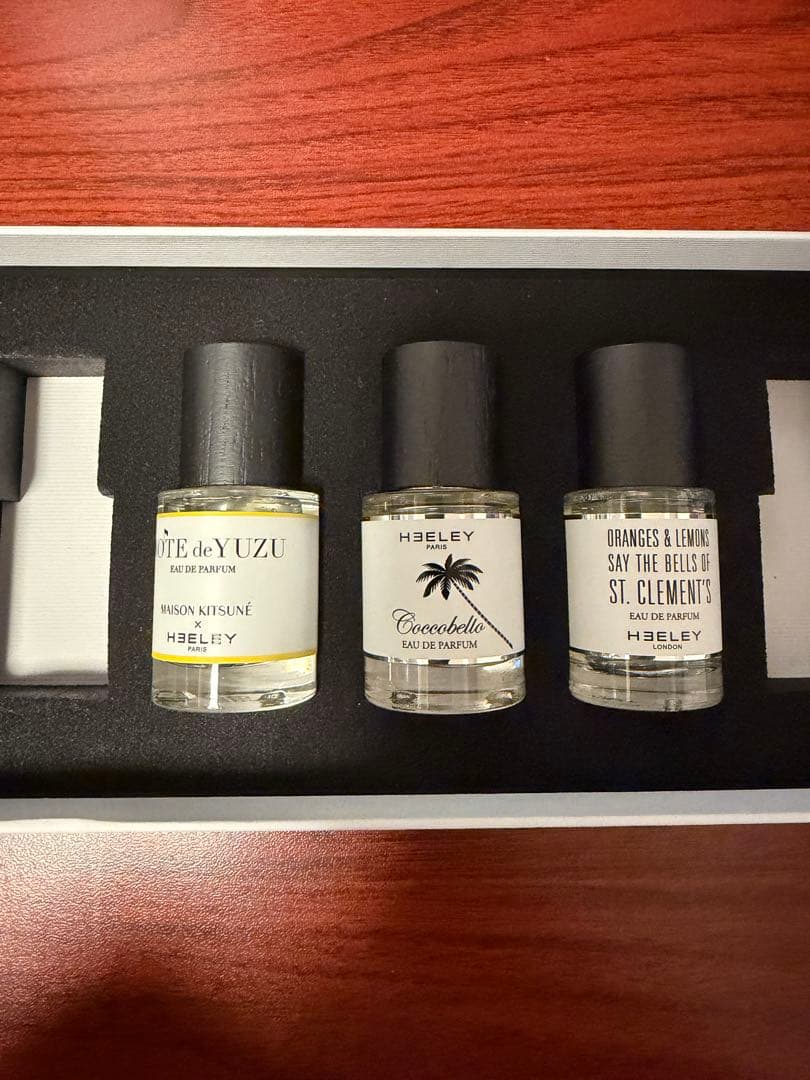 NOTE de YUZU
EAU DE PARFUM
MAISON KITSUNÉ
x
HEELEY
PARIS
HEELEY
PARIS
Coccobello
EAU DE PARFUM
ORANGES & LEMONS
SAY THE BELLS OF
ST. CLEMENT'S
EAU DE PARFUM
HEELEY
LONDON